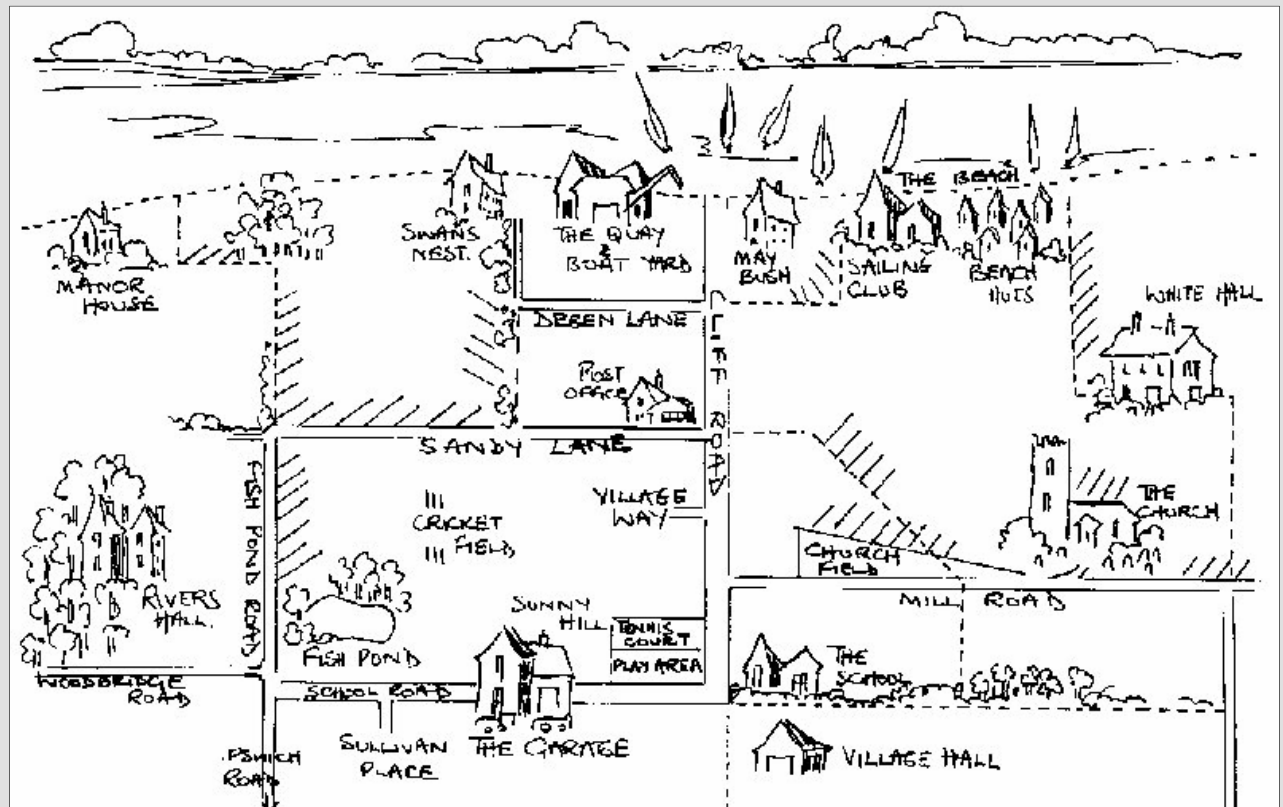 THE BEACH
SWANS
NEST.
THE QUAY
&
BOAT YARD
MAY
BUSH
SAILING
CLUB
BEACH
HUTS
MANOR
HOUSE
WHITE HALL
DEBEN LANE
CLIFF ROAD
POST
OFFICE
SANDY LANE
VILLAGE
WAY
CRICKET
FIELD
THE
CHURCH
CHURCH
FIELD
FISH POND ROAD
RIVERS
HALL.
MILL ROAD
SUNNY
HILL
TENNIS
COURT
PLAY AREA
FISH POND
THE
SCHOOL
WOODBRIDGE
ROAD
SCHOOL ROAD
SULLIVAN
PLACE
THE GARAGE
IPSWICH
ROAD
VILLAGE HALL